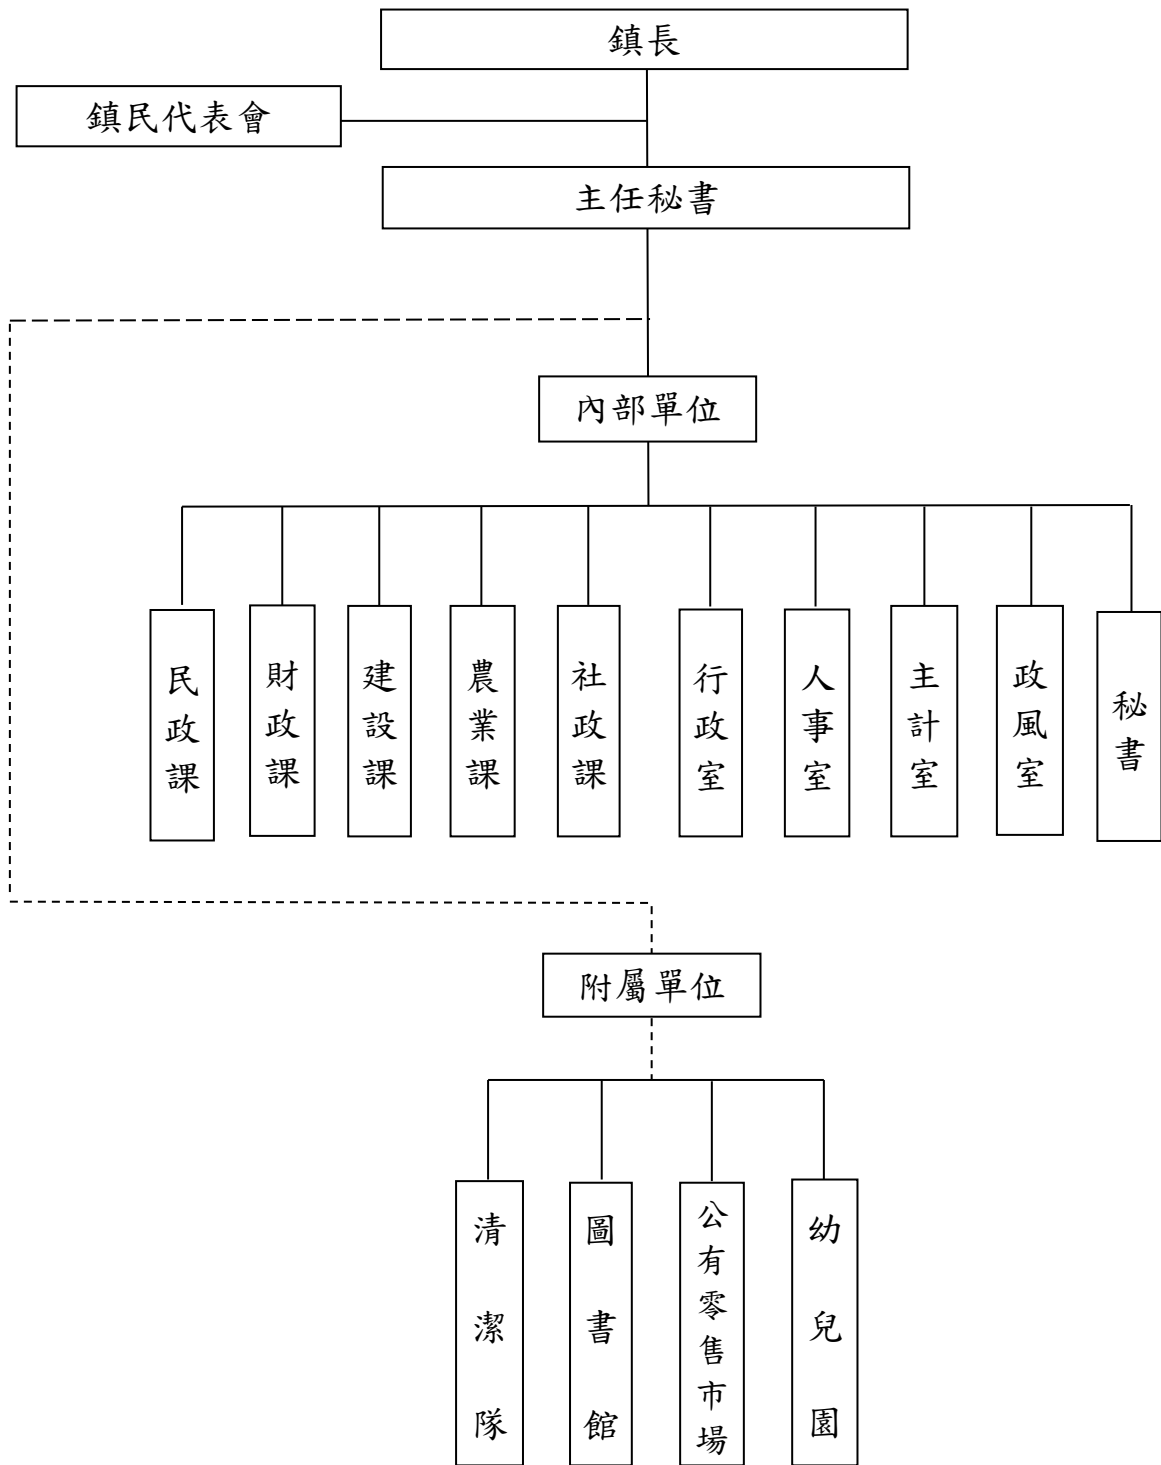 鎮長
鎮民代表會
主任秘書
內部單位
民政課
財政課
建設課
農業課
社政課
行政室
人事室
主計室
政風室
秘書
附屬單位
清潔隊
圖書館
公有零售市場
幼兒園